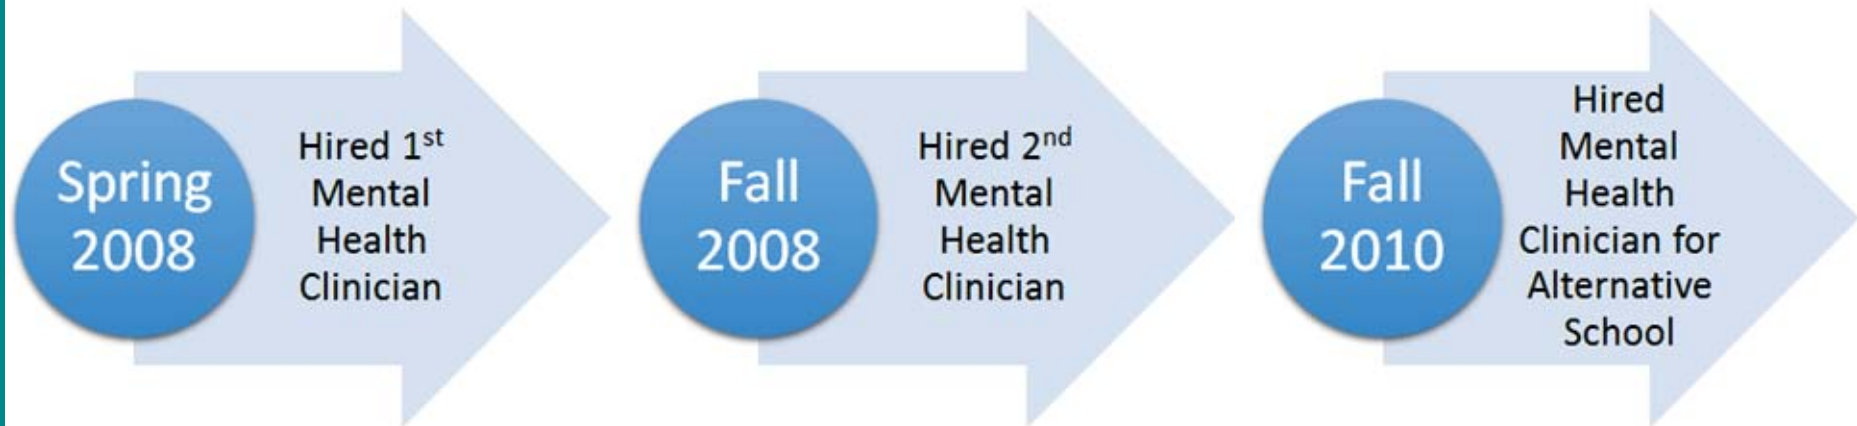 Spring
2008
Hired 1st
Mental
Health
Clinician
Fall
2008
Hired 2nd
Mental
Health
Clinician
Fall
2010
Hired
Mental
Health
Clinician for
Alternative
School